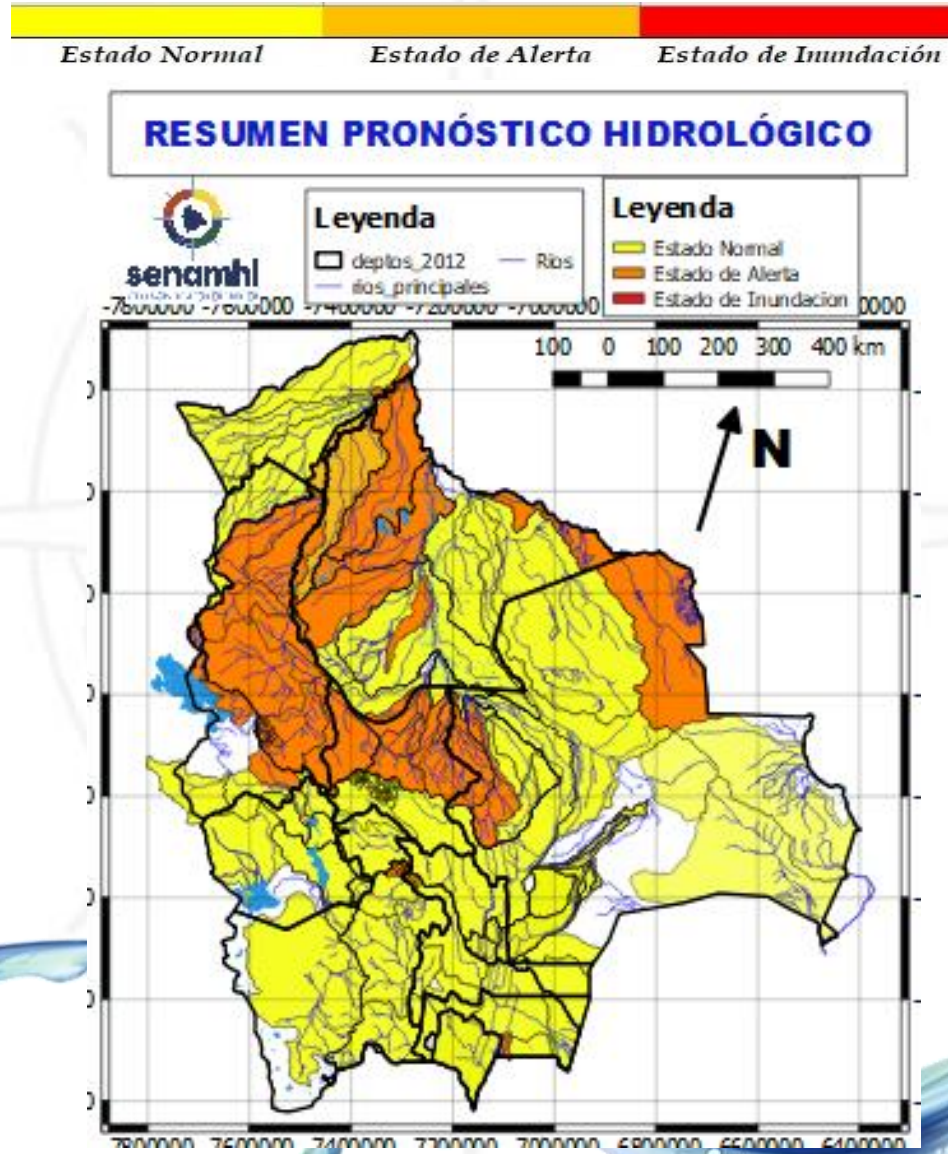 Estado Normal Estado de Alerta Estado de Inundación
RESUMEN PRONÓSTICO HIDROLÓGICO
senamhi
Leyenda
deptos_2012 Rios
rios_principales
Leyenda
Estado Normal
Estado de Alerta
Estado de Inundacion
-7800000 -7600000 -7400000 -7200000 -7000000
100 0 100 200 300 400 km
N
7800000 7600000 7400000 7200000 7000000 6800000 6600000 6400000